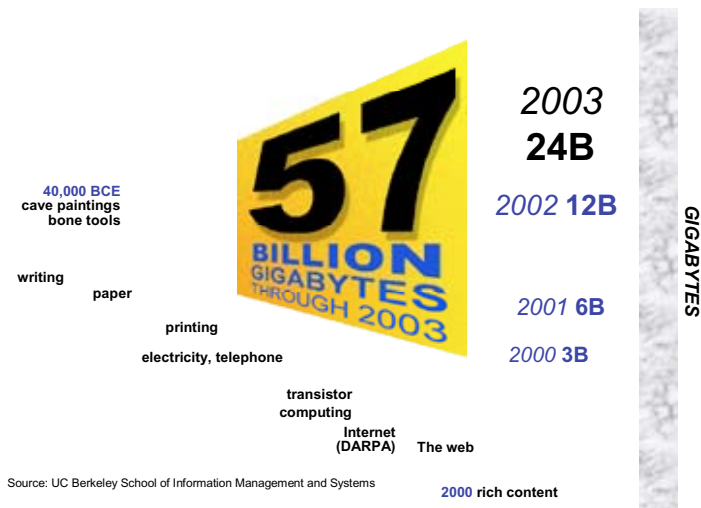 57
BILLION
GIGABYTES
THROUGH 2003
2003
24B
2002 12B
2001 6B
2000 3B
GIGABYTES
40,000 BCE
cave paintings
bone tools
writing
paper
printing
electricity, telephone
transistor
computing
Internet
(DARPA)
The web
2000 rich content
Source: UC Berkeley School of Information Management and Systems